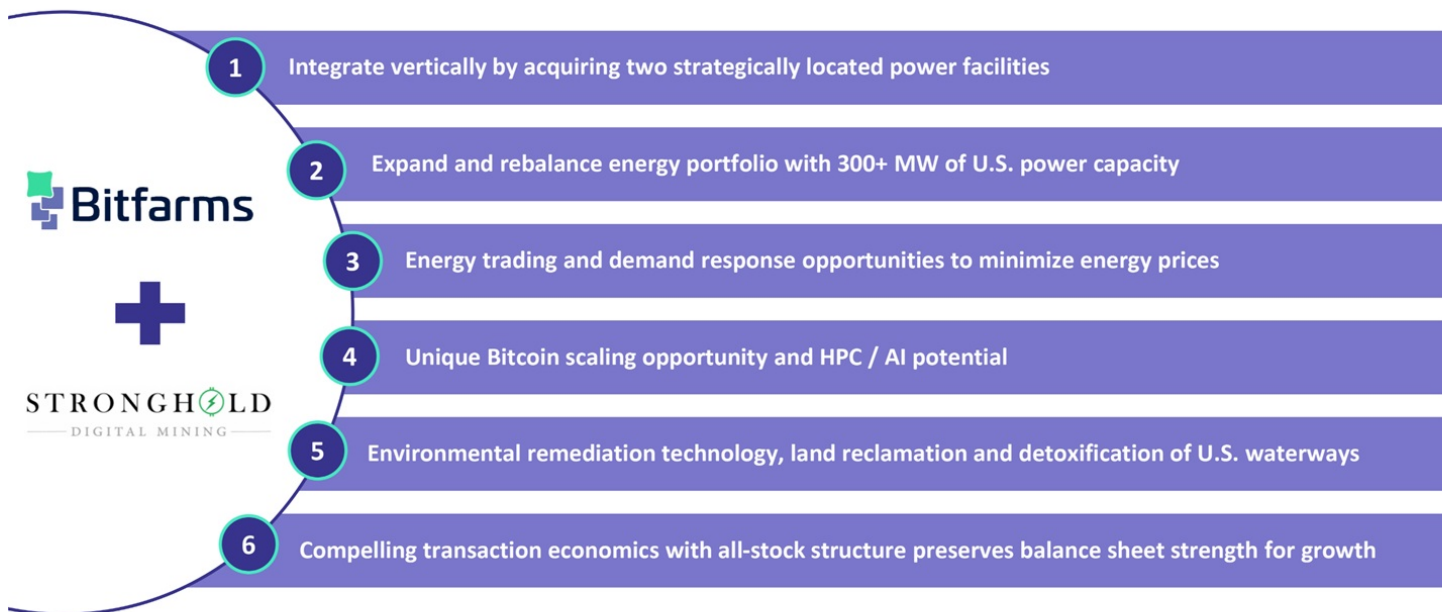 Bitfarms
STRONGHOLD
DIGITAL MINING
1 Integrate vertically by acquiring two strategically located power facilities
2 Expand and rebalance energy portfolio with 300+ MW of U.S. power capacity
3 Energy trading and demand response opportunities to minimize energy prices
4 Unique Bitcoin scaling opportunity and HPC / AI potential
5 Environmental remediation technology, land reclamation and detoxification of U.S. waterways
6 Compelling transaction economics with all-stock structure preserves balance sheet strength for growth